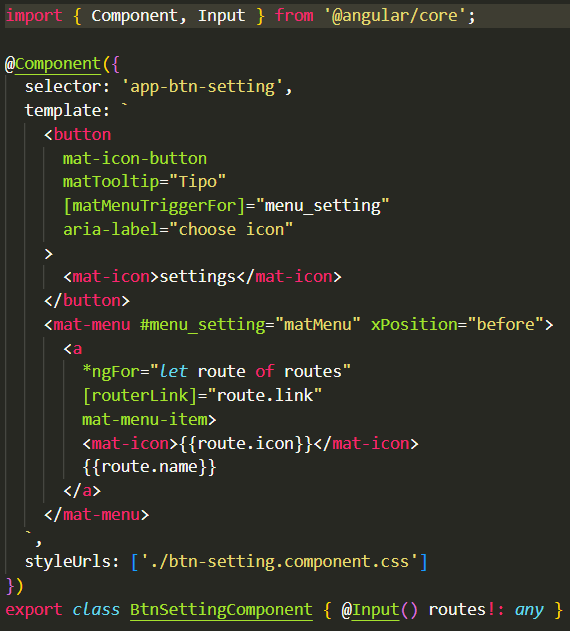 import { Component, Input } from '@angular/core';
@Component({
selector: 'app-btn-setting',
template: `
<button
mat-icon-button
matTooltip="Tipo"
[matMenuTriggerFor]="menu_setting"
aria-label="choose icon"
>
<mat-icon>settings</mat-icon>
</button>
<mat-menu #menu_setting="matMenu" xPosition="before">
<a
*ngFor="let route of routes"
[routerLink]="route.link"
mat-menu-item>
<mat-icon>{{route.icon}}</mat-icon>
{{route.name}}
</a>
</mat-menu>
`,
styleUrls: ['./btn-setting.component.css']
})
export class BtnSettingComponent { @Input() routes!: any }